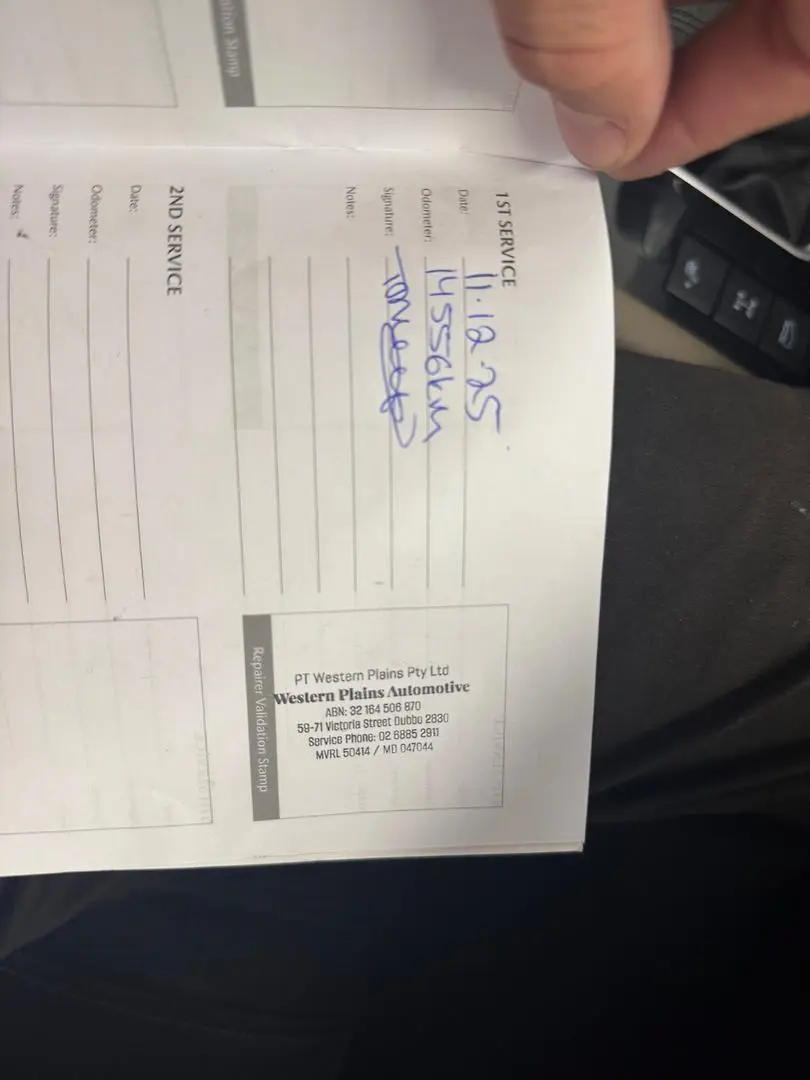 ation Stamp
1ST SERVICE
Date: 11.12.25
Odometer: 14556km
Signature:
Notes:
PT Western Plains Pty Ltd
Western Plains Automotive
ABN: 32 164 506 870
59-71 Victoria Street Dubbo 2830
Service Phone: 02 6885 2911
MVRL 50414 / MD 047044
Repairer Validation Stamp
2ND SERVICE
Date:
Odometer:
Signature:
Notes: